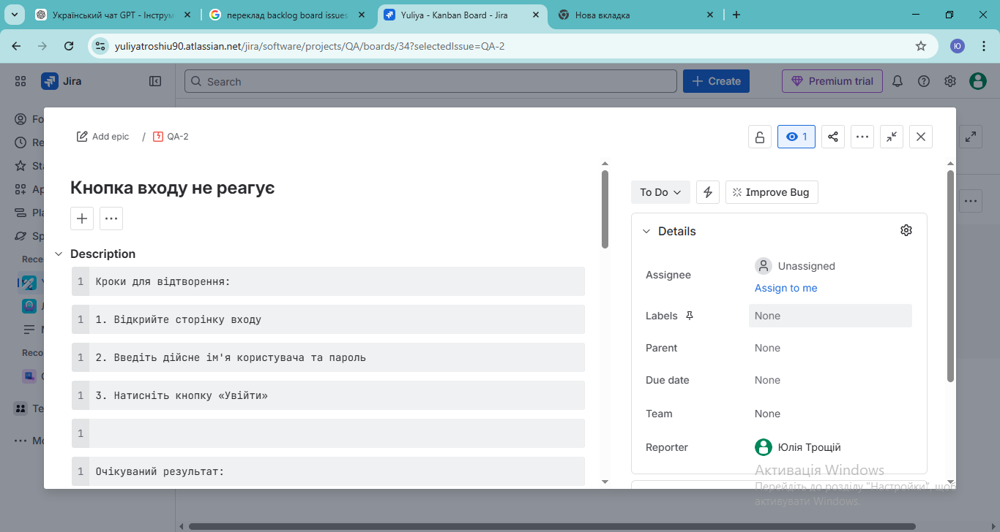 Український чат GPT - Інструм
переклад backlog board issues
Yuliya - Kanban Board - Jira
Нова вкладка
yuliyatroshiu90.atlassian.net/jira/software/projects/QA/boards/34?selectedIssue=QA-2
Ю
Jira
Search
Create
Premium trial
Fo
Re
Sta
Ap
Pla
Sp
Rece
Reco
Te
Mo
Add epic / QA-2
1
Кнопка входу не реагує
Description
1 Кроки для відтворення:
1 1. Відкрийте сторінку входу
1 2. Введіть дійсне ім'я користувача та пароль
1 3. Натисніть кнопку «Увійти»
1
1 Очікуваний результат:
To Do
Improve Bug
Details
Assignee Unassigned
Assign to me
Labels None
Parent None
Due date None
Team None
Reporter Юлія Трощій
Активація Windows
Перейдіть до розділу "Настройки", щоб
активувати Windows.